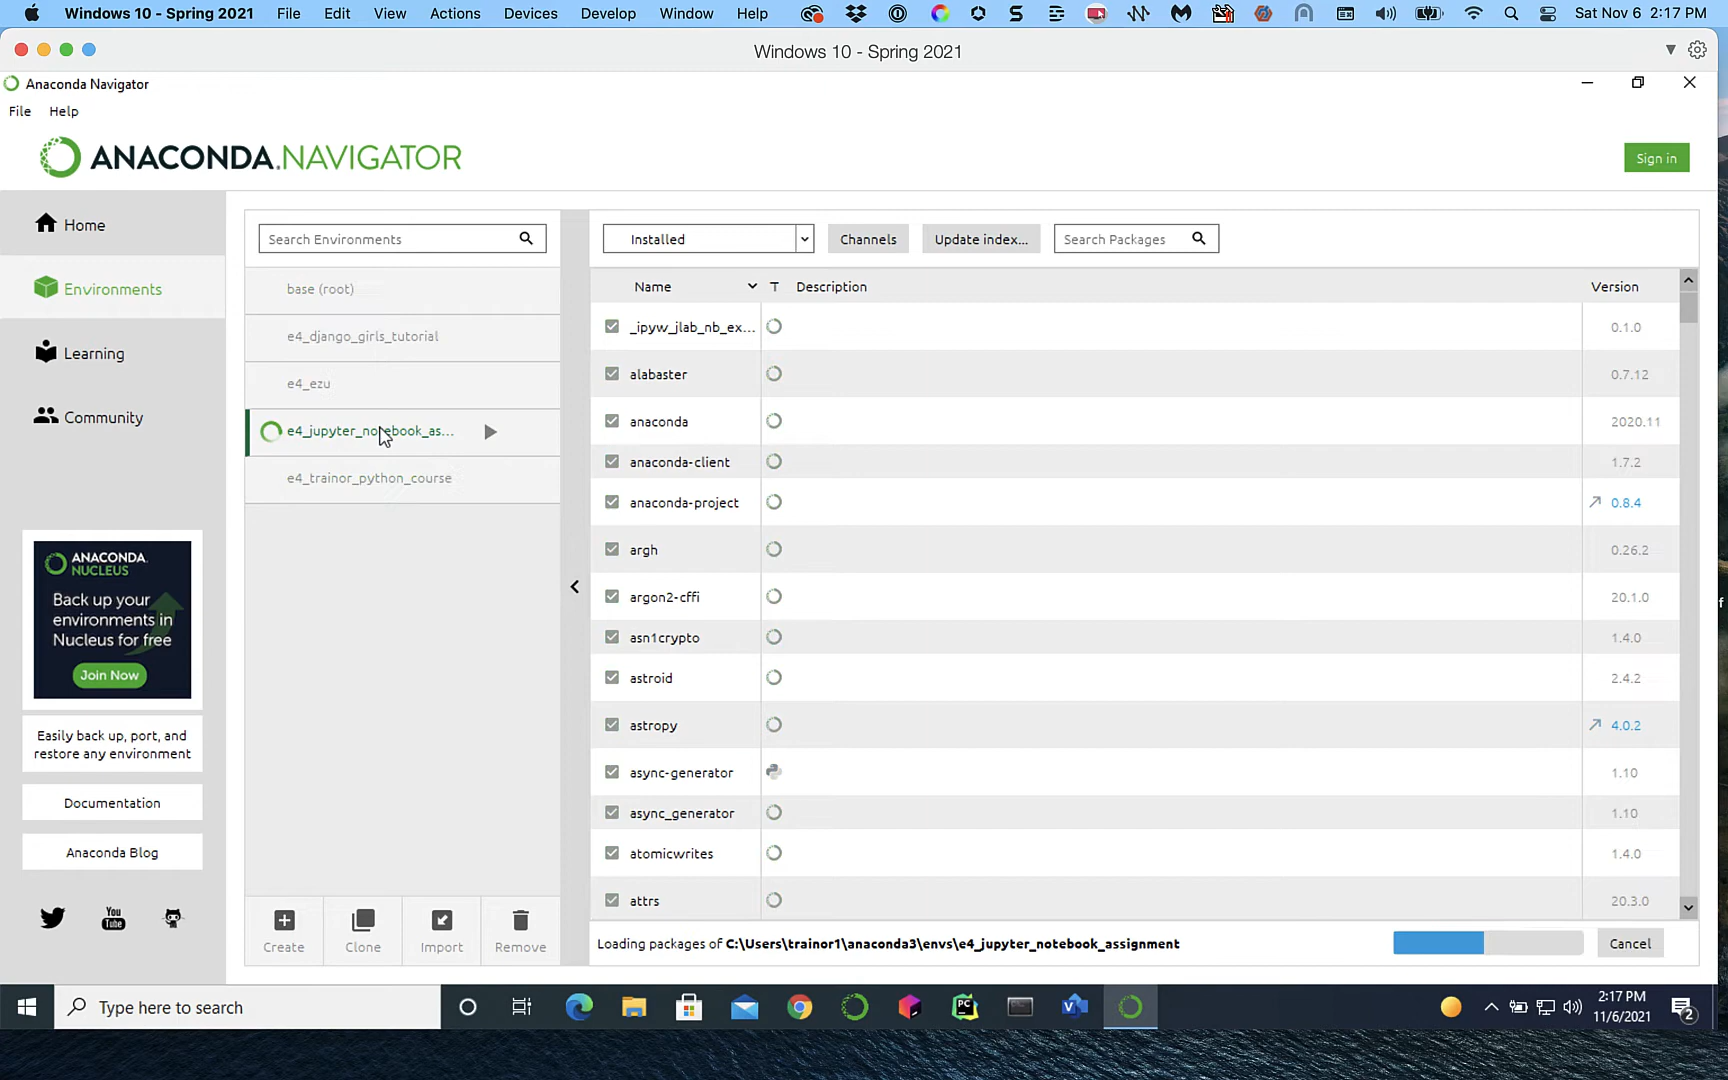 Windows 10 - Spring 2021 File Edit View Actions Devices Develop Window Help Sat Nov 6 2:17 PM
Windows 10 - Spring 2021
Anaconda Navigator
File Help
ANACONDA.NAVIGATOR
Sign in
Home
Environments
Learning
Community
ANACONDA.
NUCLEUS
Back up your
environments in
Nucleus for free
Join Now
Easily back up, port, and
restore any environment
Documentation
Anaconda Blog
You
Tube
Search Environments
base (root)
e4_django_girls_tutorial
e4_ezu
e4_jupyter_notebook_as...
e4_trainor_python_course
Create Clone Import Remove
Installed Channels Update index... Search Packages
Name T Description Version
_ipyw_jlab_nb_ex... 0.1.0
alabaster 0.7.12
anaconda 2020.11
anaconda-client 1.7.2
anaconda-project 0.8.4
argh 0.26.2
argon2-cffi 20.1.0
asn1crypto 1.4.0
astroid 2.4.2
astropy 4.0.2
async-generator 1.10
async_generator 1.10
atomicwrites 1.4.0
attrs 20.3.0
Loading packages of C:\Users\trainor1\anaconda3\envs\e4_jupyter_notebook_assignment Cancel
Type here to search
PC
2:17 PM
11/6/2021
2
f